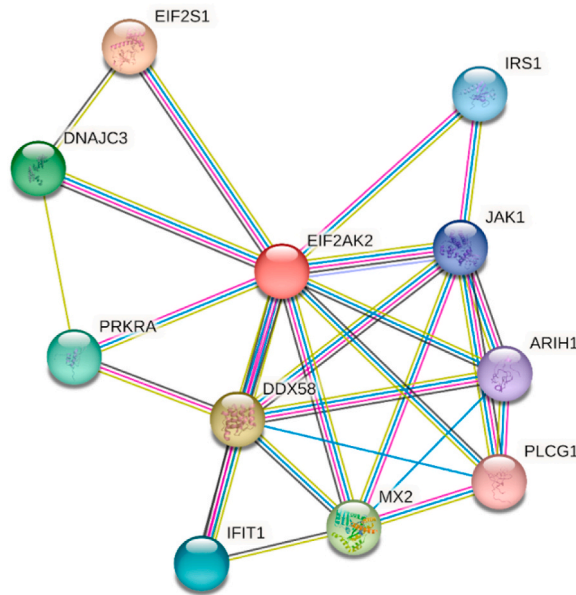 EIF2S1
IRS1
DNAJC3
JAK1
EIF2AK2
PRKRA
ARIH1
DDX58
PLCG1
MX2
IFIT1